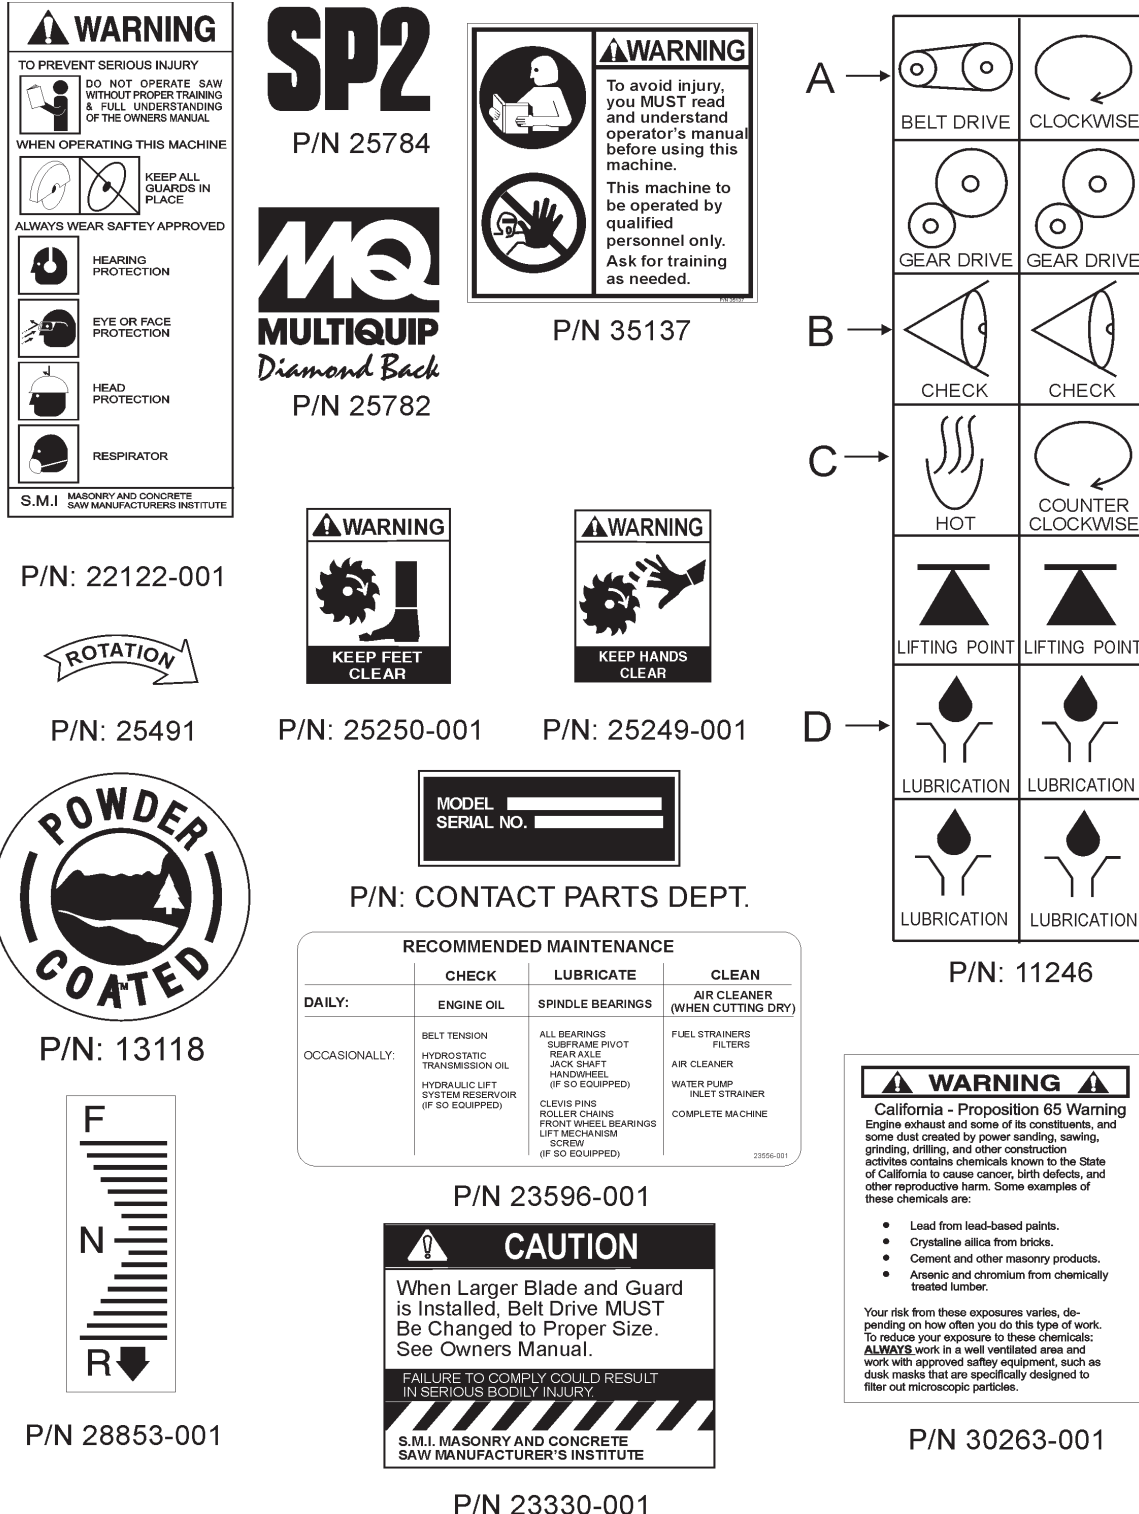 WARNING
TO PREVENT SERIOUS INJURY
DO NOT OPERATE SAW
WITHOUT PROPER TRAINING
& FULL UNDERSTANDING
OF THE OWNERS MANUAL
WHEN OPERATING THIS MACHINE
KEEP ALL
GUARDS IN
PLACE
ALWAYS WEAR SAFTEY APPROVED
HEARING
PROTECTION
EYE OR FACE
PROTECTION
HEAD
PROTECTION
RESPIRATOR
S.M.I
MASONRY AND CONCRETE
SAW MANUFACTURERS INSTITUTE
P/N: 22122-001
SP2
P/N 25784
MQ
MULTIQUIP
Diamond Back
P/N 25782
WARNING
To avoid injury,
you MUST read
and understand
operator's manual
before using this
machine.
This machine to
be operated by
qualified
personnel only.
Ask for training
as needed.
P/N 35137
P/N 35137
A
BELT DRIVE
CLOCKWISE
GEAR DRIVE
GEAR DRIVE
B
CHECK
CHECK
C
HOT
COUNTER
CLOCKWISE
LIFTING POINT
LIFTING POINT
D
LUBRICATION
LUBRICATION
LUBRICATION
LUBRICATION
P/N: 11246
WARNING
KEEP FEET
CLEAR
P/N: 25250-001
WARNING
KEEP HANDS
CLEAR
P/N: 25249-001
ROTATION
P/N: 25491
POWDER
COATED
TM
P/N: 13118
MODEL
SERIAL NO.
P/N: CONTACT PARTS DEPT.
RECOMMENDED MAINTENANCE
CHECK
LUBRICATE
CLEAN
DAILY:
ENGINE OIL
SPINDLE BEARINGS
AIR CLEANER
(WHEN CUTTING DRY)
OCCASIONALLY:
BELT TENSION
HYDROSTATIC
TRANSMISSION OIL
HYDRAULIC LIFT
SYSTEM RESERVOIR
(IF SO EQUIPPED)
ALL BEARINGS
SUBFRAME PIVOT
REAR AXLE
JACK SHAFT
HANDWHEEL
(IF SO EQUIPPED)
CLEVIS PINS
ROLLER CHAINS
FRONT WHEEL BEARINGS
LIFT MECHANISM
SCREW
(IF SO EQUIPPED)
FUEL STRAINERS
FILTERS
AIR CLEANER
WATER PUMP
INLET STRAINER
COMPLETE MACHINE
23556-001
P/N 23596-001
F
N
R
P/N 28853-001
CAUTION
When Larger Blade and Guard
is Installed, Belt Drive MUST
Be Changed to Proper Size.
See Owners Manual.
FAILURE TO COMPLY COULD RESULT
IN SERIOUS BODILY INJURY.
S.M.I. MASONRY AND CONCRETE
SAW MANUFACTURER'S INSTITUTE
P/N 23330-001
WARNING
California - Proposition 65 Warning
Engine exhaust and some of its constituents, and
some dust created by power sanding, sawing,
grinding, drilling, and other construction
activites contains chemicals known to the State
of California to cause cancer, birth defects, and
other reproductive harm. Some examples of
these chemicals are:
• Lead from lead-based paints.
• Crystaline ailica from bricks.
• Cement and other masonry products.
• Arsenic and chromium from chemically
treated lumber.
Your risk from these exposures varies, de-
pending on how often you do this type of work.
To reduce your exposure to these chemicals:
ALWAYS work in a well ventilated area and
work with approved saftey equipment, such as
dusk masks that are specifically designed to
filter out microscopic particles.
P/N 30263-001